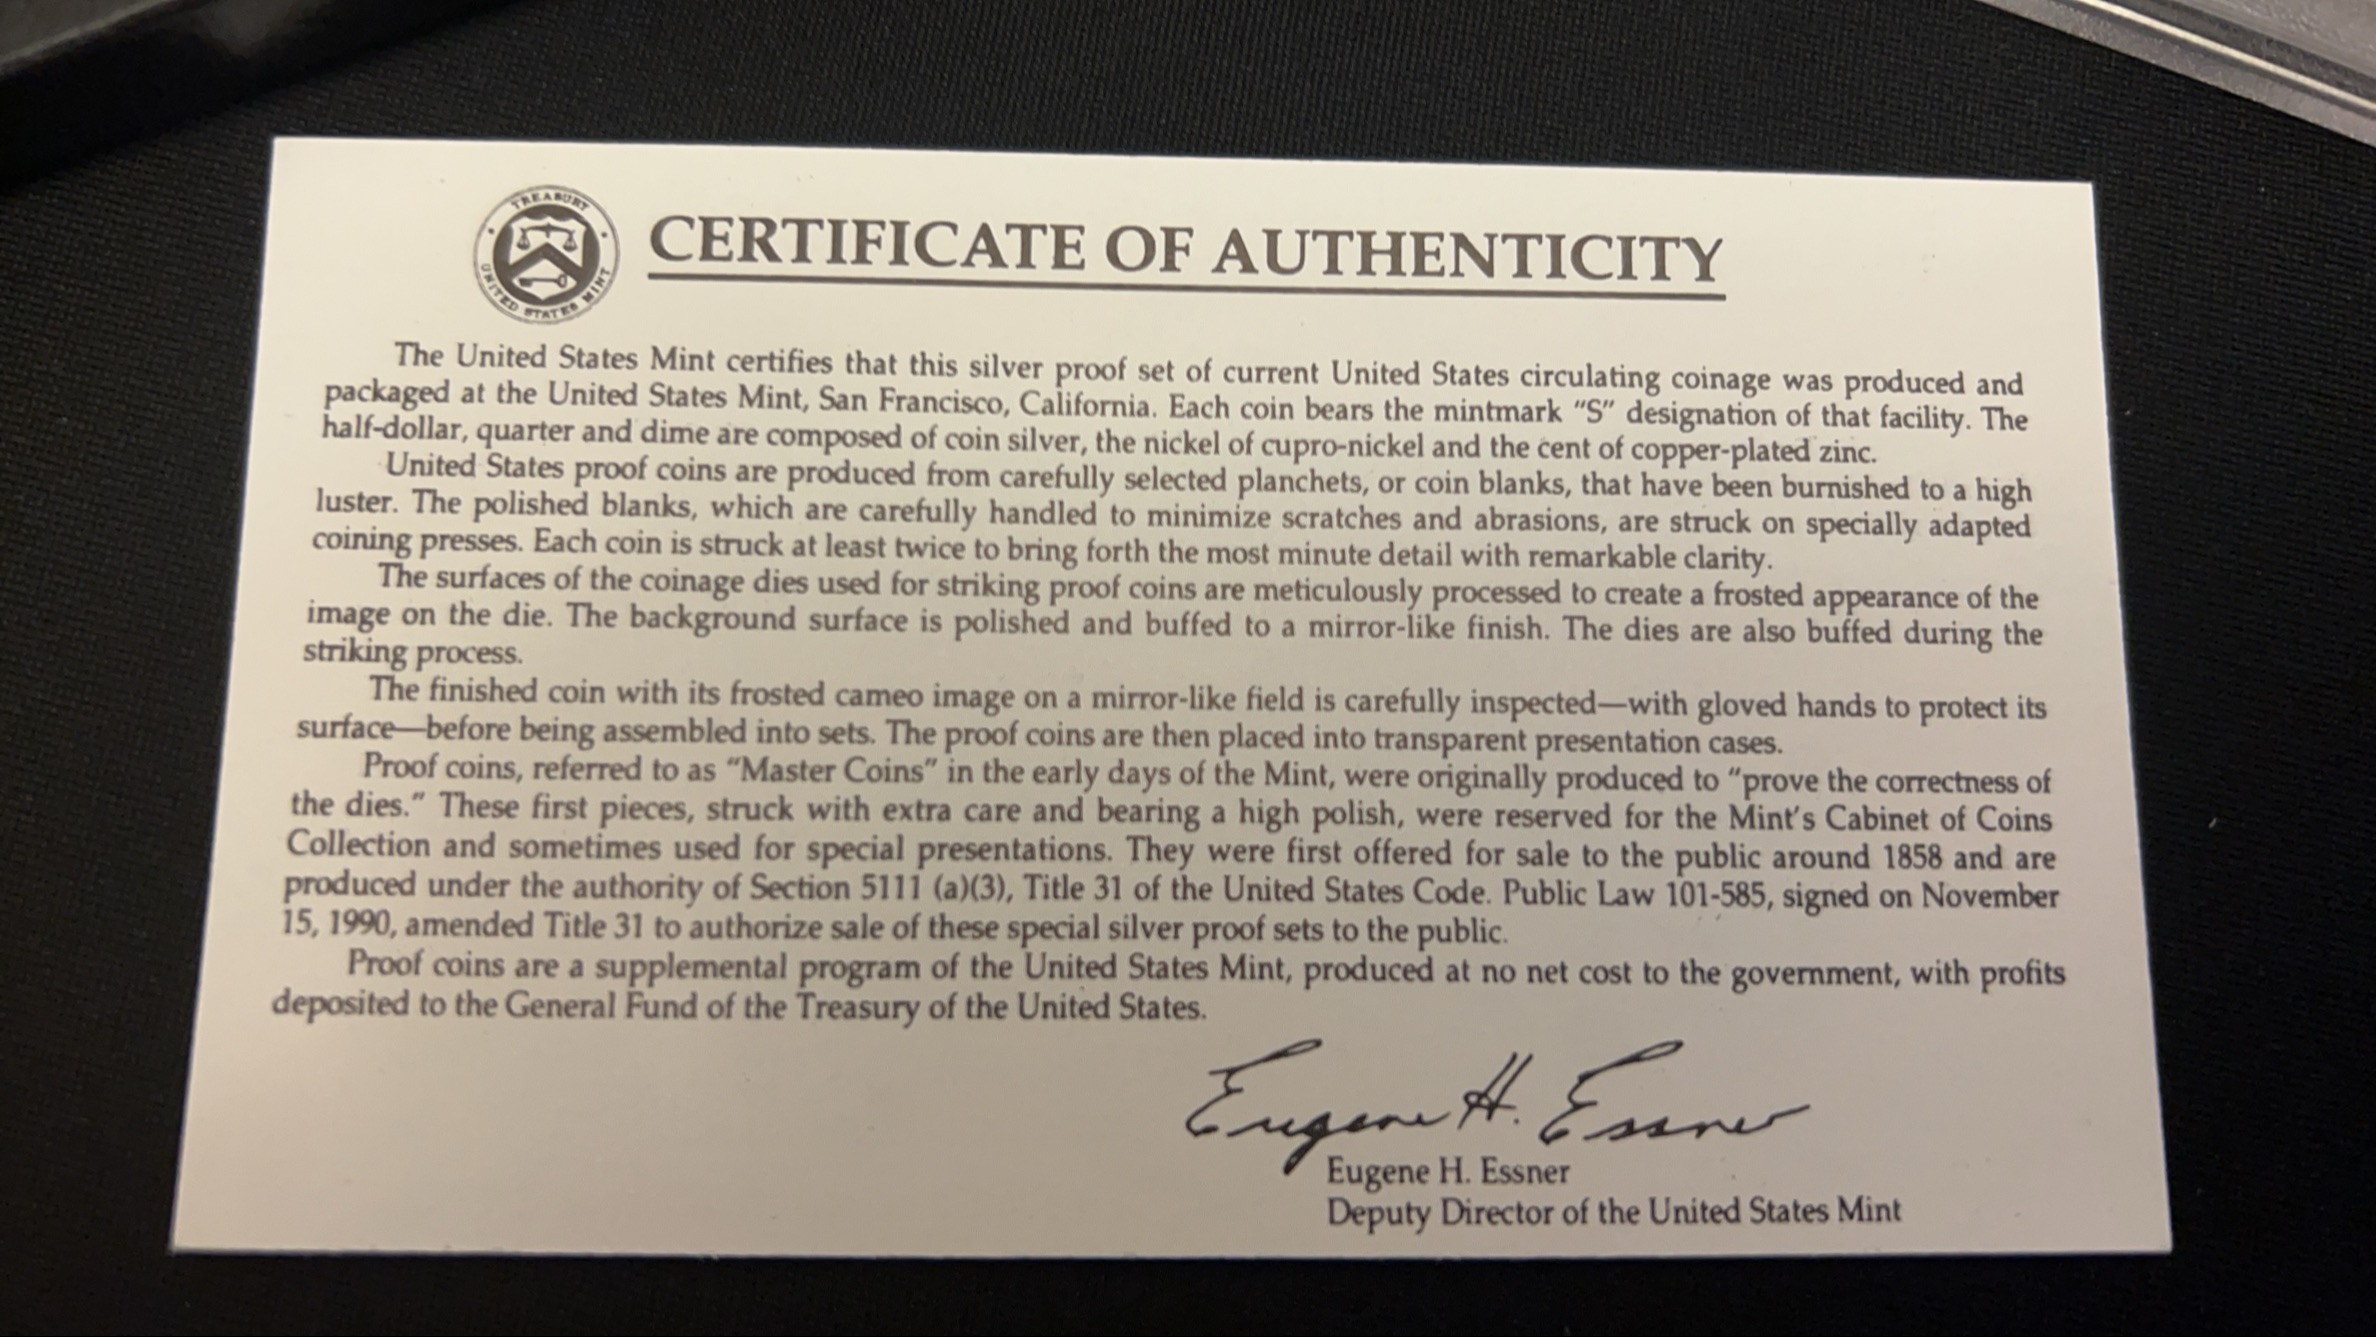 TREASURY
UNITED STATES MINT
CERTIFICATE OF AUTHENTICITY
The United States Mint certifies that this silver proof set of current United States circulating coinage was produced and
packaged at the United States Mint, San Francisco, California. Each coin bears the mintmark “S” designation of that facility. The
half-dollar, quarter and dime are composed of coin silver, the nickel of cupro-nickel and the cent of copper-plated zinc.
United States proof coins are produced from carefully selected planchets, or coin blanks, that have been burnished to a high
luster. The polished blanks, which are carefully handled to minimize scratches and abrasions, are struck on specially adapted
coining presses. Each coin is struck at least twice to bring forth the most minute detail with remarkable clarity.
The surfaces of the coinage dies used for striking proof coins are meticulously processed to create a frosted appearance of the
image on the die. The background surface is polished and buffed to a mirror-like finish. The dies are also buffed during the
striking process.
The finished coin with its frosted cameo image on a mirror-like field is carefully inspected—with gloved hands to protect its
surface—before being assembled into sets. The proof coins are then placed into transparent presentation cases.
Proof coins, referred to as “Master Coins” in the early days of the Mint, were originally produced to “prove the correctness of
the dies.” These first pieces, struck with extra care and bearing a high polish, were reserved for the Mint’s Cabinet of Coins
Collection and sometimes used for special presentations. They were first offered for sale to the public around 1858 and are
produced under the authority of Section 5111 (a)(3), Title 31 of the United States Code. Public Law 101-585, signed on November
15, 1990, amended Title 31 to authorize sale of these special silver proof sets to the public.
Proof coins are a supplemental program of the United States Mint, produced at no net cost to the government, with profits
deposited to the General Fund of the Treasury of the United States.
Eugene H. Essner
Eugene H. Essner
Deputy Director of the United States Mint